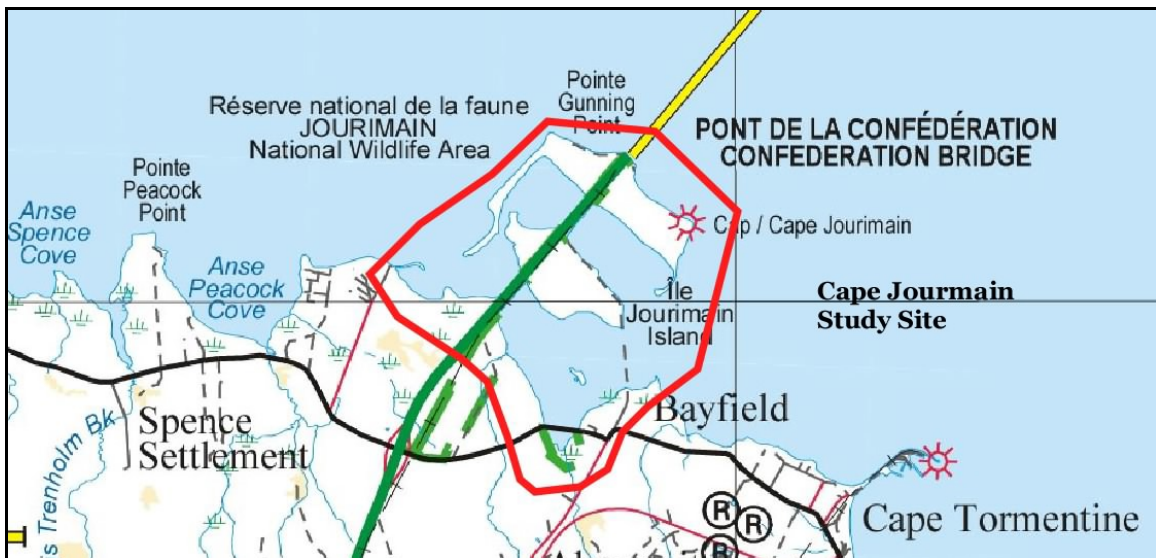 Pointe
Gunning
Point
Réserve national de la faune
JOURIMAIN
National Wildlife Area
PONT DE LA CONFÉDÉRATION
CONFEDERATION BRIDGE
Pointe
Peacock
Point
Anse
Spence
Cove
Cap / Cape Jourimain
Anse
Peacock
Cove
Île
Jourimain
Island
Cape Jourmain
Study Site
Bayfield
Spence
Settlement
Trenholm Bk
Cape Tormentine
R
R
R